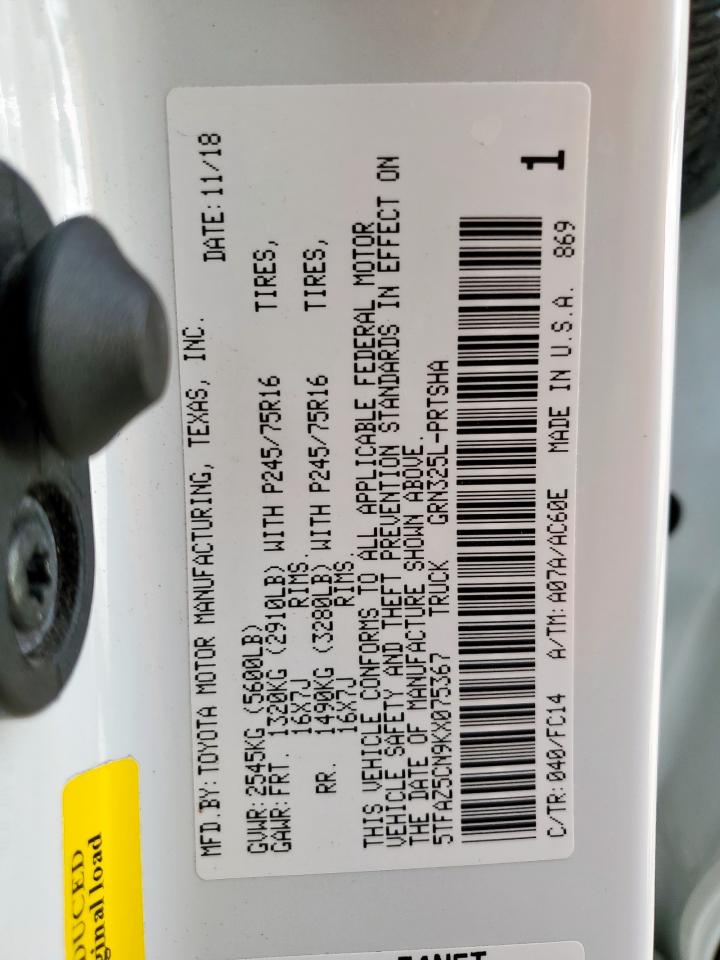 MFD.BY:TOYOTA MOTOR MANUFACTURING, TEXAS, INC. DATE:11/18
GVWR:2545KG (5600LB)
GAWR:FRT. 1320KG (2910LB) WITH P245/75R16 TIRES,
16X7J RIMS.
RR. 1490KG (3280LB) WITH P245/75R16 TIRES,
16X7J RIMS.
THIS VEHICLE CONFORMS TO ALL APPLICABLE FEDERAL MOTOR
VEHICLE SAFETY AND THEFT PREVENTION STANDARDS IN EFFECT ON
THE DATE OF MANUFACTURE SHOWN ABOVE.
5TFAZ5CN9KX075367 TRUCK GRN325L-PRTSHA
1
C/TR:040/FC14 A/TM:A07A/AC60E MADE IN U.S.A. 869